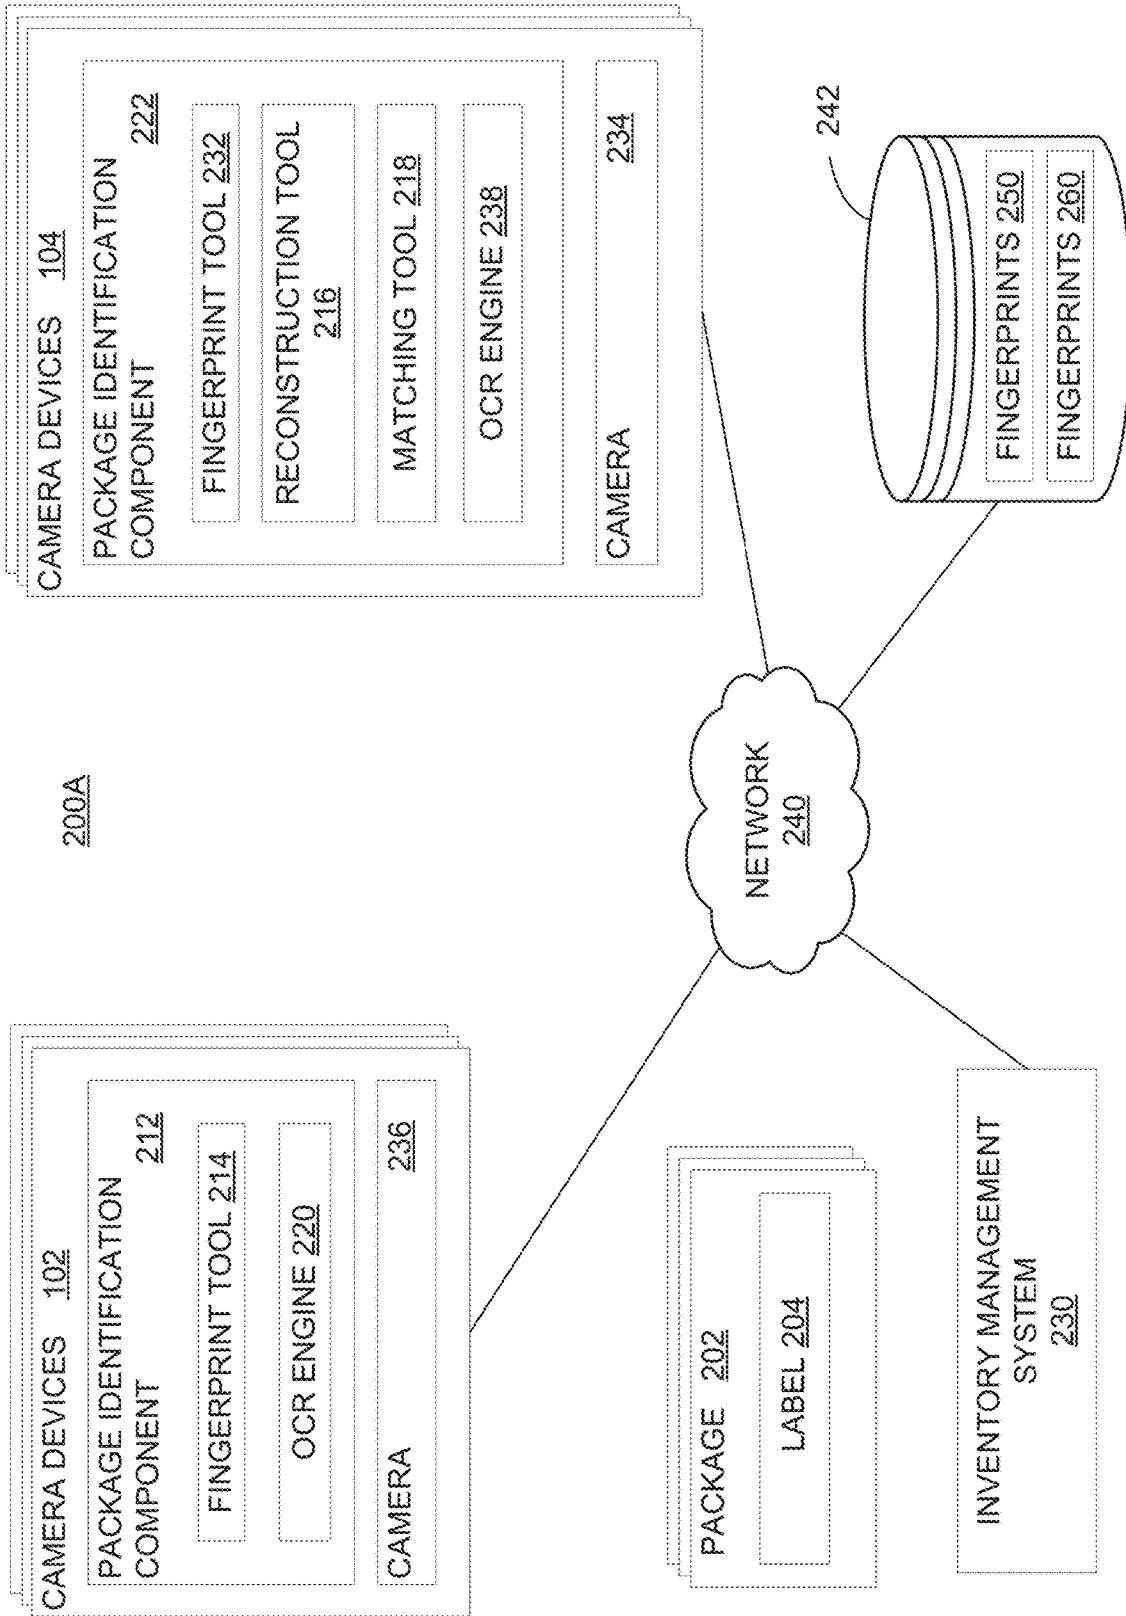 200A
CAMERA DEVICES 102
PACKAGE IDENTIFICATION
COMPONENT 212
FINGERPRINT TOOL 214
OCR ENGINE 220
CAMERA 236
CAMERA DEVICES 104
PACKAGE IDENTIFICATION
COMPONENT 222
FINGERPRINT TOOL 232
RECONSTRUCTION TOOL
216
MATCHING TOOL 218
OCR ENGINE 238
CAMERA 234
PACKAGE 202
LABEL 204
NETWORK
240
INVENTORY MANAGEMENT
SYSTEM
230
242
FINGERPRINTS 250
FINGERPRINTS 260